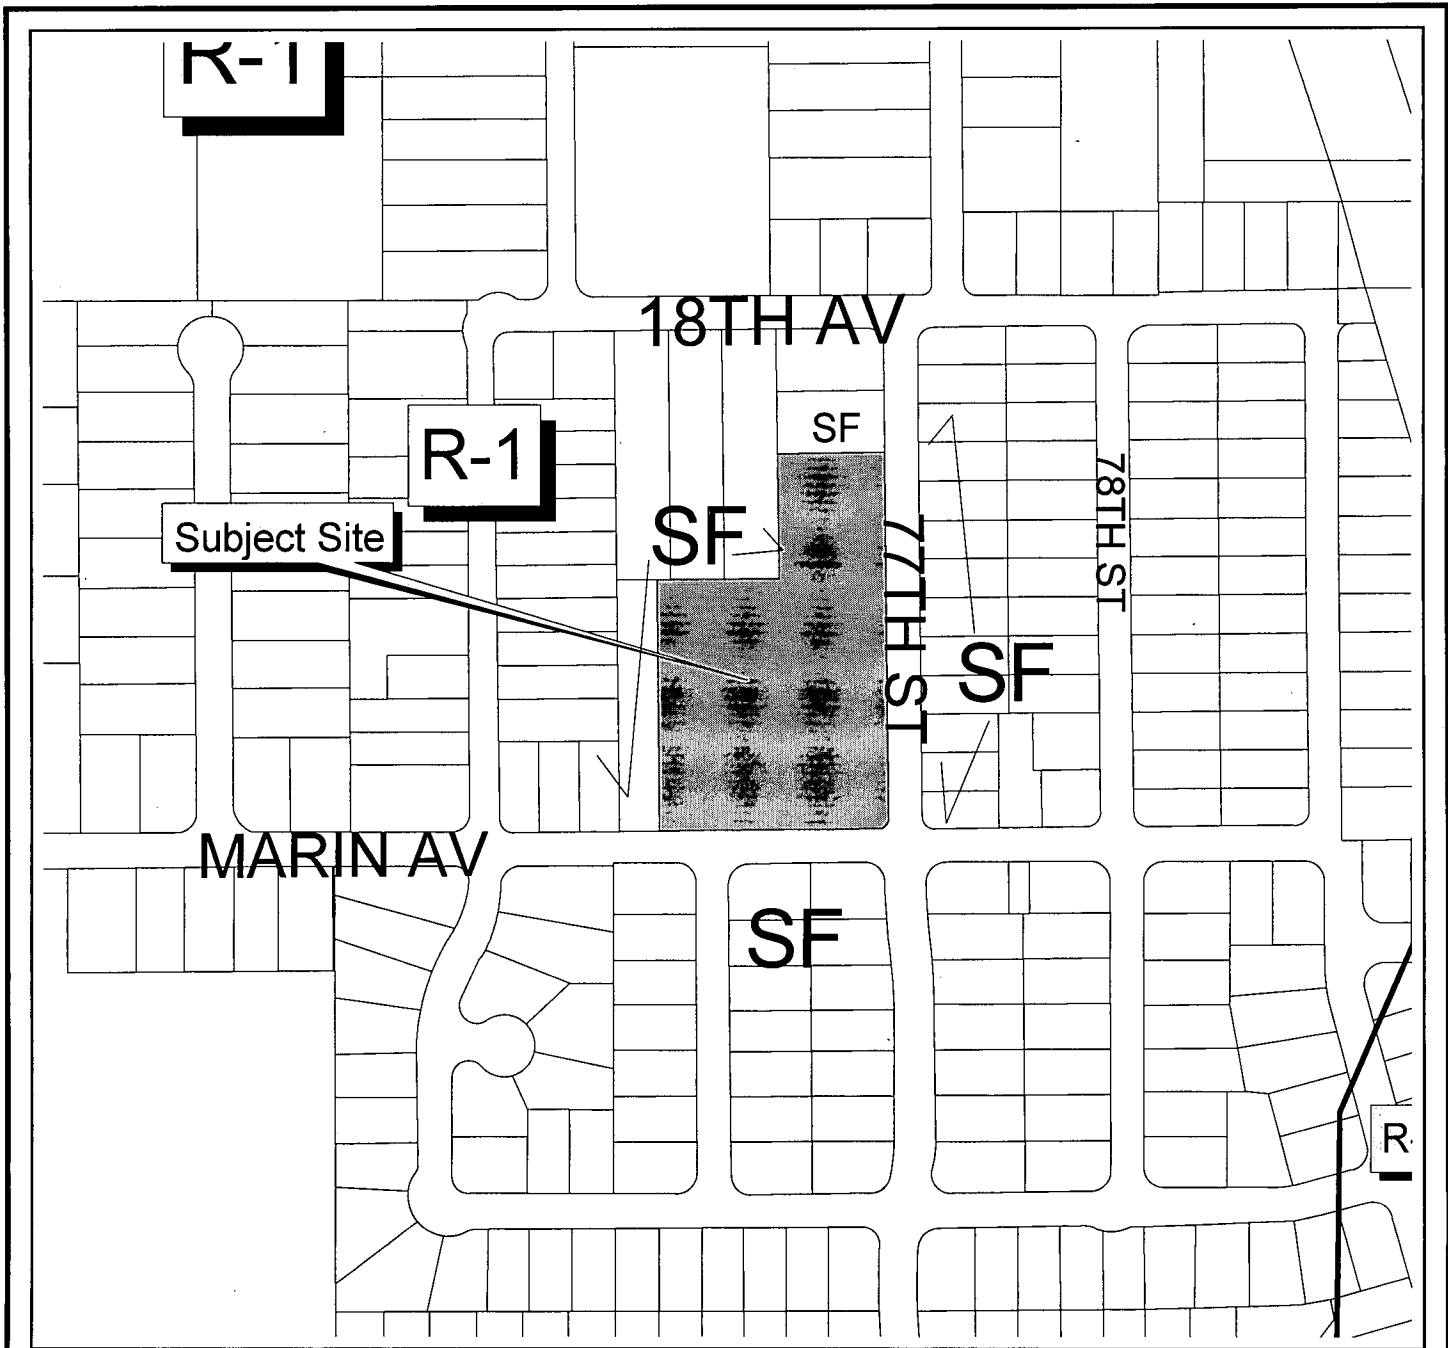 R-1
18TH AV
SF
R-1
78TH ST
Subject Site
SF
77TH ST
SF
MARIN AV
SF
R-